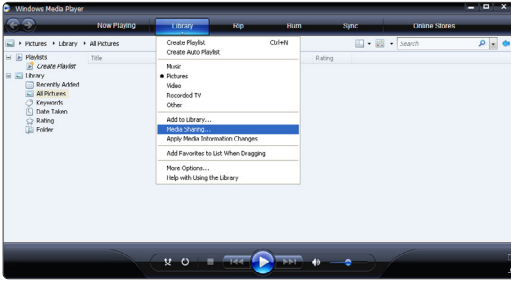 Windows Media Player
Now Playing Library Rip Burn Sync Online Stores
Pictures Library All Pictures Search
Playlists
Create Playlist
Library
Recently Added
All Pictures
Keywords
Date Taken
Rating
Folder
Title Rating
Create Playlist Ctrl+N
Create Auto Playlist
Music
Pictures
Video
Recorded TV
Other
Add to Library...
Media Sharing...
Apply Media Information Changes
Add Favorites to List When Dragging
More Options...
Help with Using the Library